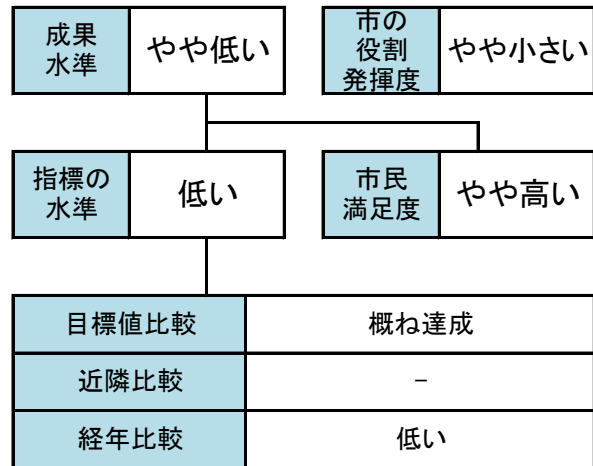 成果
水準
やや低い
市の
役割
発揮度
やや小さい
指標の
水準
低い
市民
満足度
やや高い
目標値比較
概ね達成
近隣比較
－
経年比較
低い